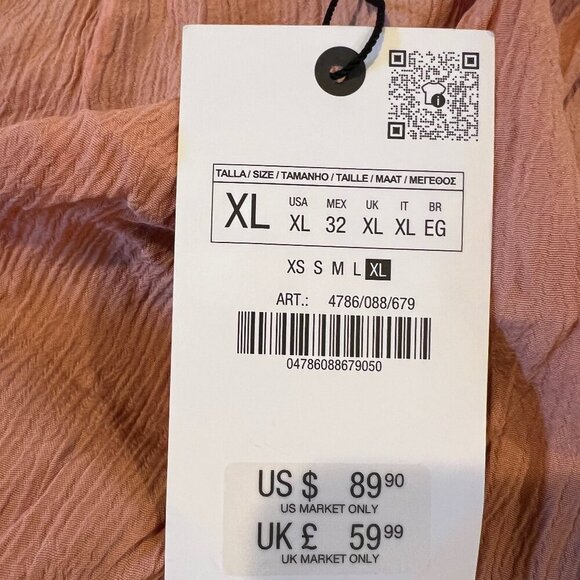 TALLA / SIZE / TAMANHO / TAILLE / MAAT / ΜΕΓΕΘΟΣ
USA MEX UK IT BR
XL XL 32 XL XL EG
XS S M L XL
ART.: 4786/088/679
04786088679050
US $ 89 90
US MARKET ONLY
UK £ 59 99
UK MARKET ONLY